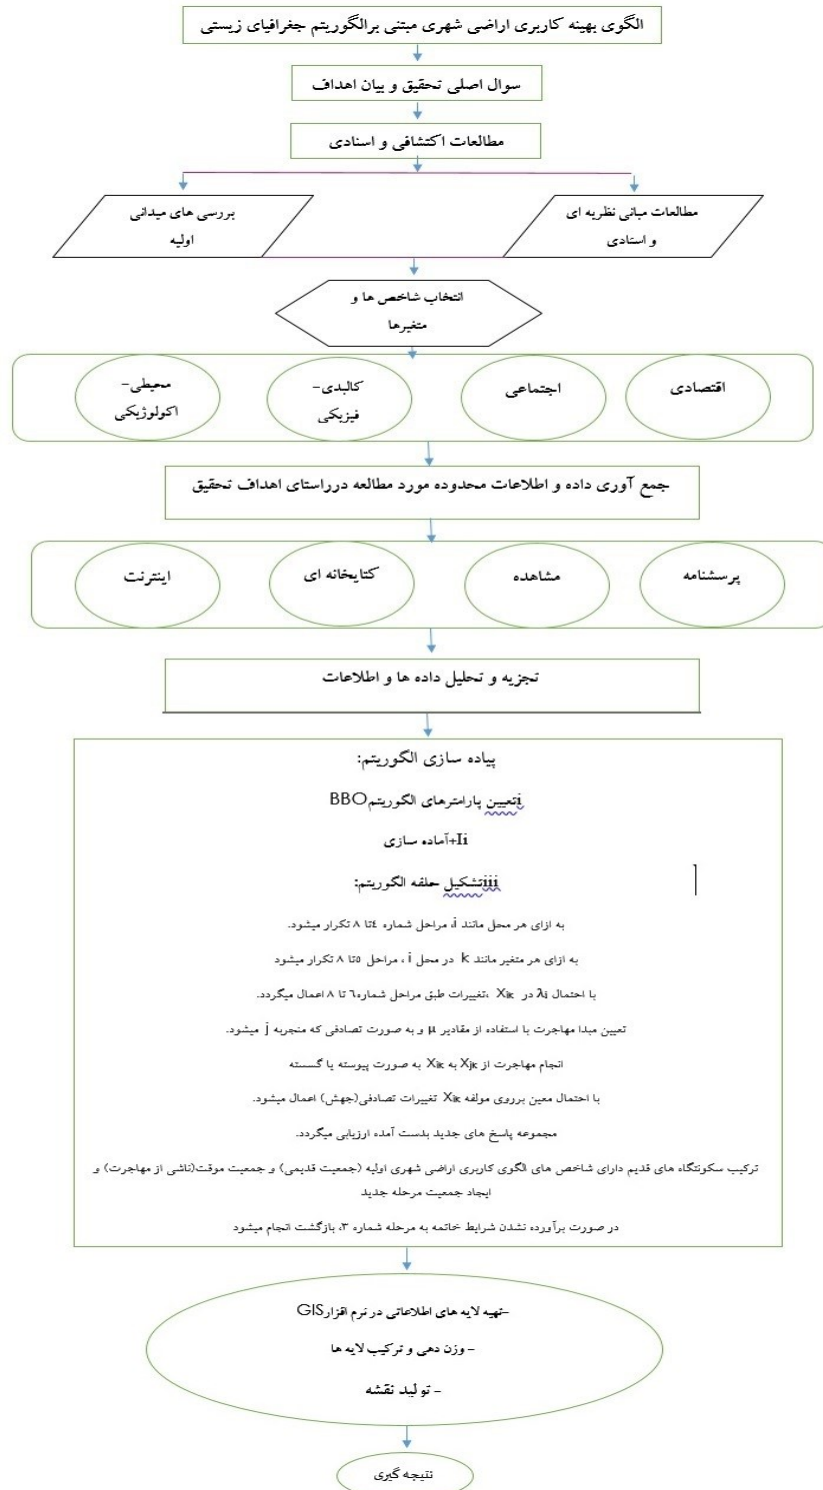 الگوی بهینه کاربری اراضی شهری مبتنی برالگوریتم جغرافیای زیستی
سوال اصلی تحقیق و بیان اهداف
مطالعات اکتشافی و اسنادی
مطالعات مبانی نظریه ای
و اسنادی
بررسی های میدانی
اولیه
انتخاب شاخص ها و
متغیرها
اقتصادی
اجتماعی
کالبدی-
فیزیکی
محیطی-
اکولوژیکی
جمع آوری داده و اطلاعات محدوده مورد مطالعه درراستای اهداف تحقیق
پرسشنامه
مشاهده
کتابخانه ای
اینترنت
تجزیه و تحلیل داده ها و اطلاعات
پیاده سازی الگوریتم:
iتعیین پارامترهای الگوریتمBBO
Ii+آماده سازی
iiiتشکیل حلقه الگوریتم:
به ازای هر محل مانند i، مراحل شماره ٤تا ٨ تکرار میشود.
به ازای هر متغیر مانند k در محل i ، مراحل ٥تا ٨ تکرار میشود
با احتمال λi در Xik ،تغییرات طبق مراحل شماره٦ تا ٨ اعمال میگردد.
تعیین مبدا مهاجرت با استفاده از مقادیر µ و به صورت تصادفی که منجربه j میشود.
انجام مهاجرت از Xjk به Xik به صورت پیوسته یا گسسته
با احتمال معین برروی مولفه Xik تغییرات تصادفی(جهش) اعمال میشود.
مجموعه پاسخ های جدید بدست آمده ارزیابی میگردد.
ترکیب سکونتگاه های قدیم دارای شاخص های الگوی کاربری اراضی شهری اولیه (جمعیت قدیمی) و جمعیت موقت(ناشی از مهاجرت) و
ایجاد جمعیت مرحله جدید
در صورت برآورده نشدن شرایط خاتمه به مرحله شماره ٣، بازگشت انجام میشود
-تهیه لایه های اطلاعاتی در نرم افزارGIS
- وزن دهی و ترکیب لایه ها
- تولید نقشه
نتیجه گیری